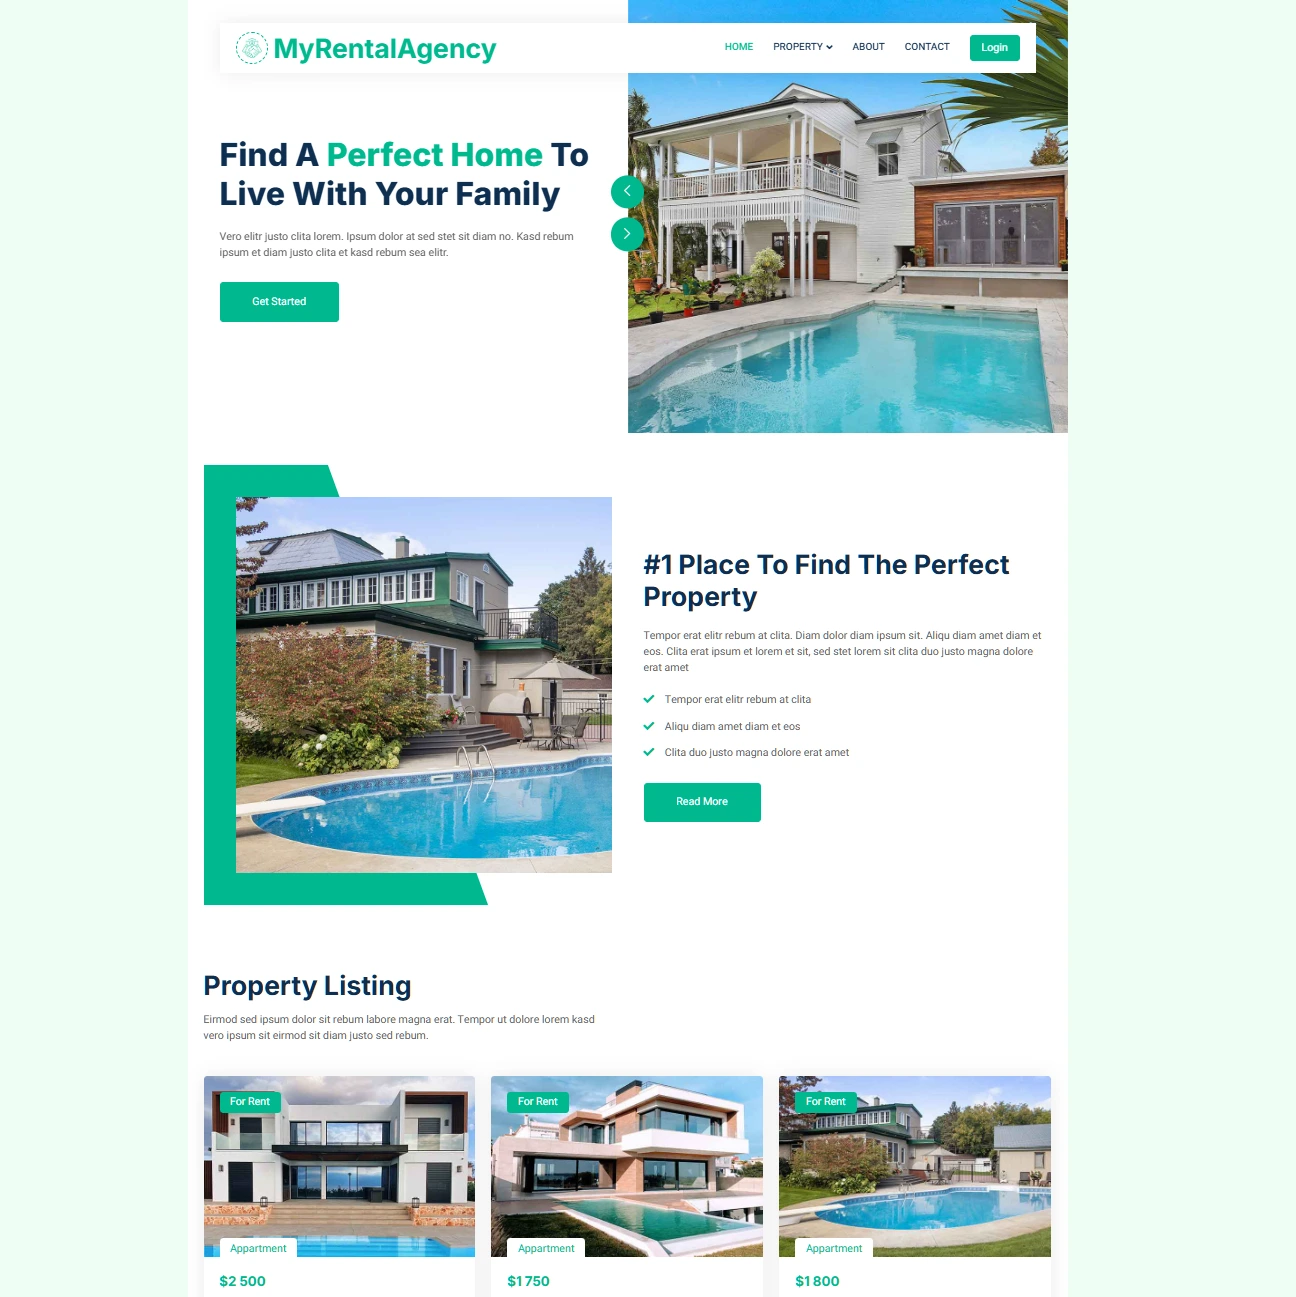 MyRentalAgency
HOME
PROPERTY
ABOUT
CONTACT
Login
Find A Perfect Home To
Live With Your Family
Vero elitr justo clita lorem. Ipsum dolor at sed stet sit diam no. Kasd rebum
ipsum et diam justo clita et kasd rebum sea elitr.
Get Started
#1 Place To Find The Perfect
Property
Tempor erat elitr rebum at clita. Diam dolor diam ipsum sit. Aliqu diam amet diam et
eos. Clita erat ipsum et lorem et sit, sed stet lorem sit clita duo justo magna dolore
erat amet
Tempor erat elitr rebum at clita
Aliqu diam amet diam et eos
Clita duo justo magna dolore erat amet
Read More
Property Listing
Eirmod sed ipsum dolor sit rebum labore magna erat. Tempor ut dolore lorem kasd
vero ipsum sit eirmod sit diam justo sed rebum.
For Rent
Appartment
$2 500
For Rent
Appartment
$1 750
For Rent
Appartment
$1 800